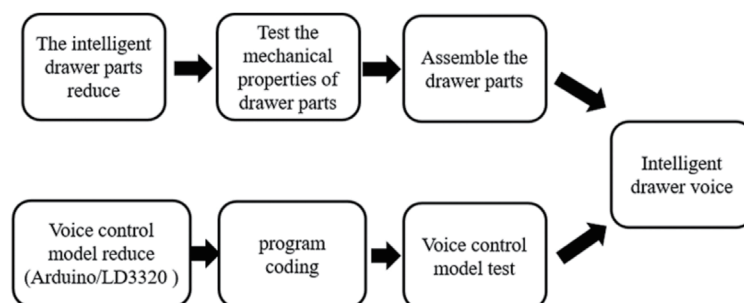 The intelligent
drawer parts
reduce
Test the
mechanical
properties of
drawer parts
Assemble the
drawer parts
Intelligent
drawer voice
Voice control
model reduce
(Arduino/LD3320 )
program
coding
Voice control
model test